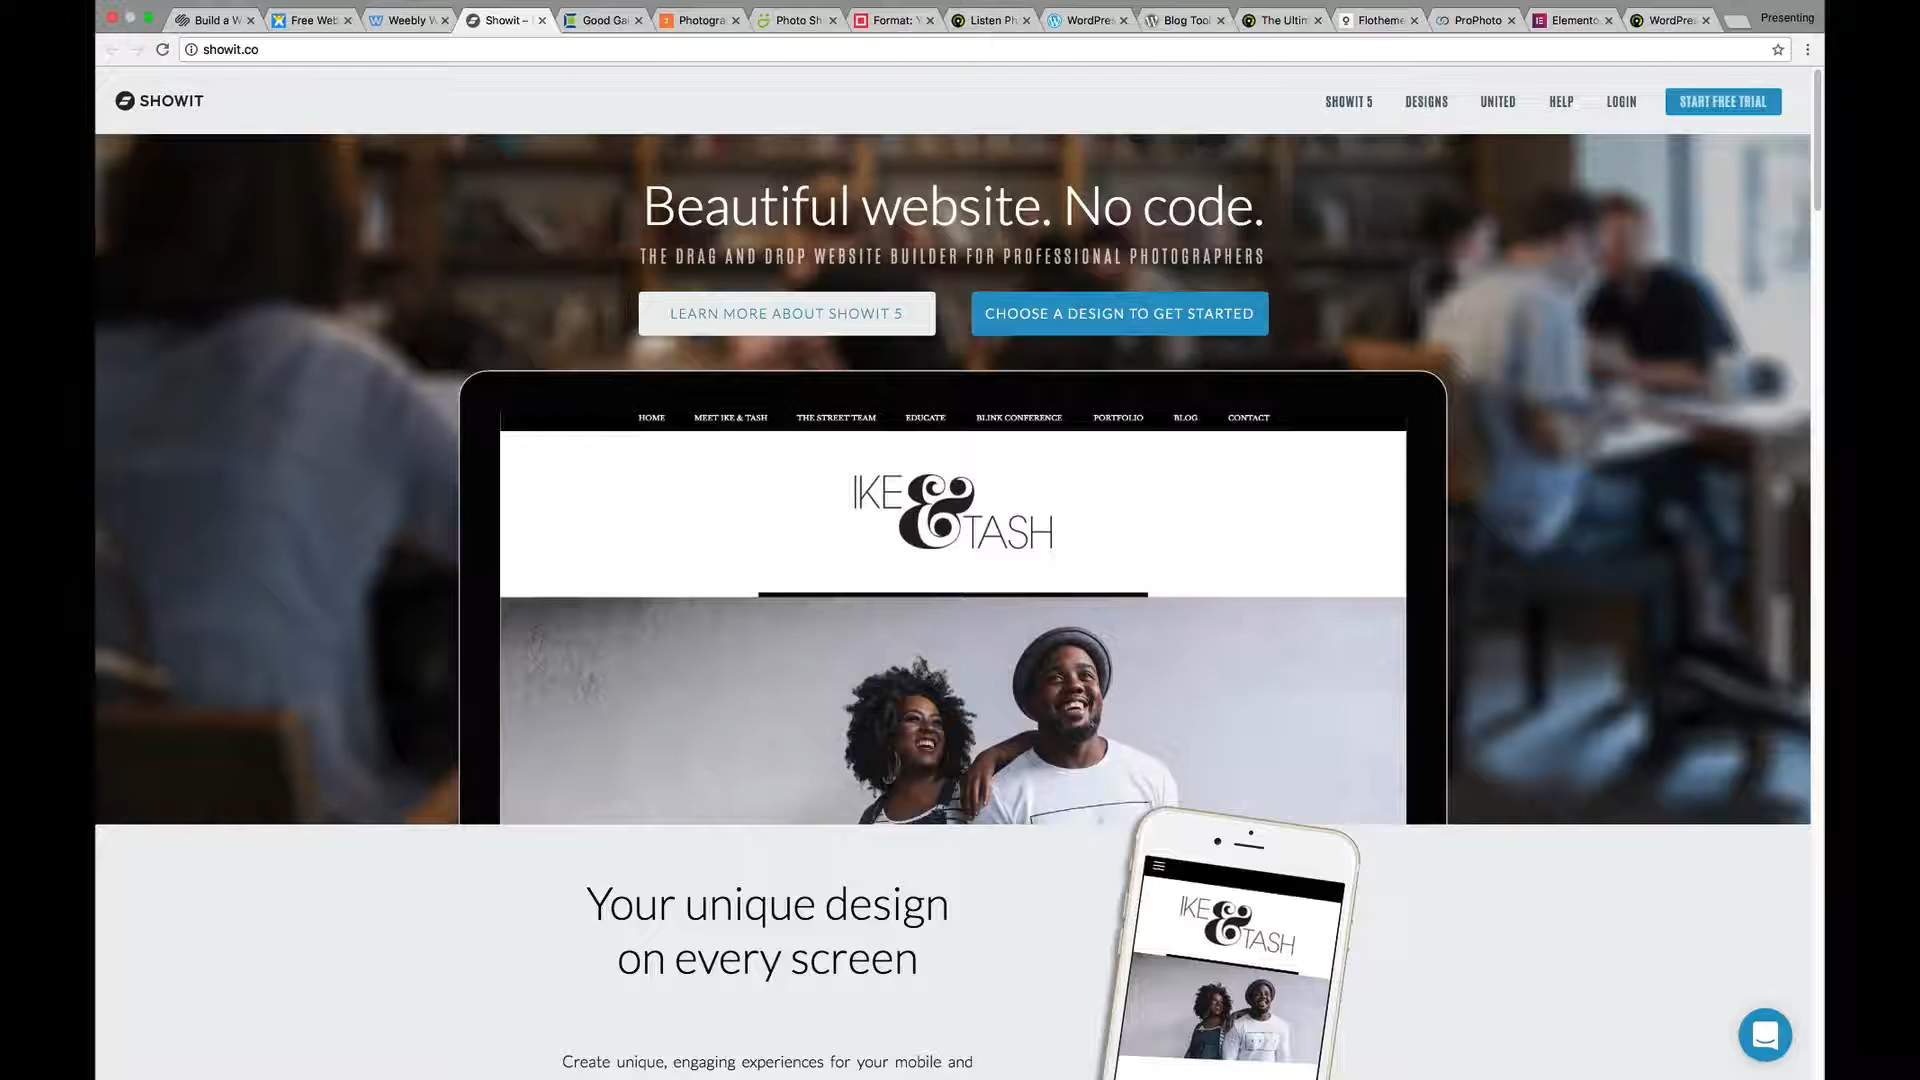 Build a W
Free Web
Weebly W
Showit –
Good Ga
Photogra
Photo Sh
Format: Y
Listen Ph
WordPres
Blog Tool
The Ultim
Flotheme
ProPhoto
Elemento
WordPres
Presenting
showit.co
SHOWIT
SHOWIT 5
DESIGNS
UNITED
HELP
LOGIN
START FREE TRIAL
Beautiful website. No code.
THE DRAG AND DROP WEBSITE BUILDER FOR PROFESSIONAL PHOTOGRAPHERS
LEARN MORE ABOUT SHOWIT 5
CHOOSE A DESIGN TO GET STARTED
HOME
MEET IKE & TASH
THE STREET TEAM
EDUCATE
BLINK CONFERENCE
PORTFOLIO
BLOG
CONTACT
IKE & TASH
Your unique design
on every screen
IKE & TASH
Create unique, engaging experiences for your mobile and